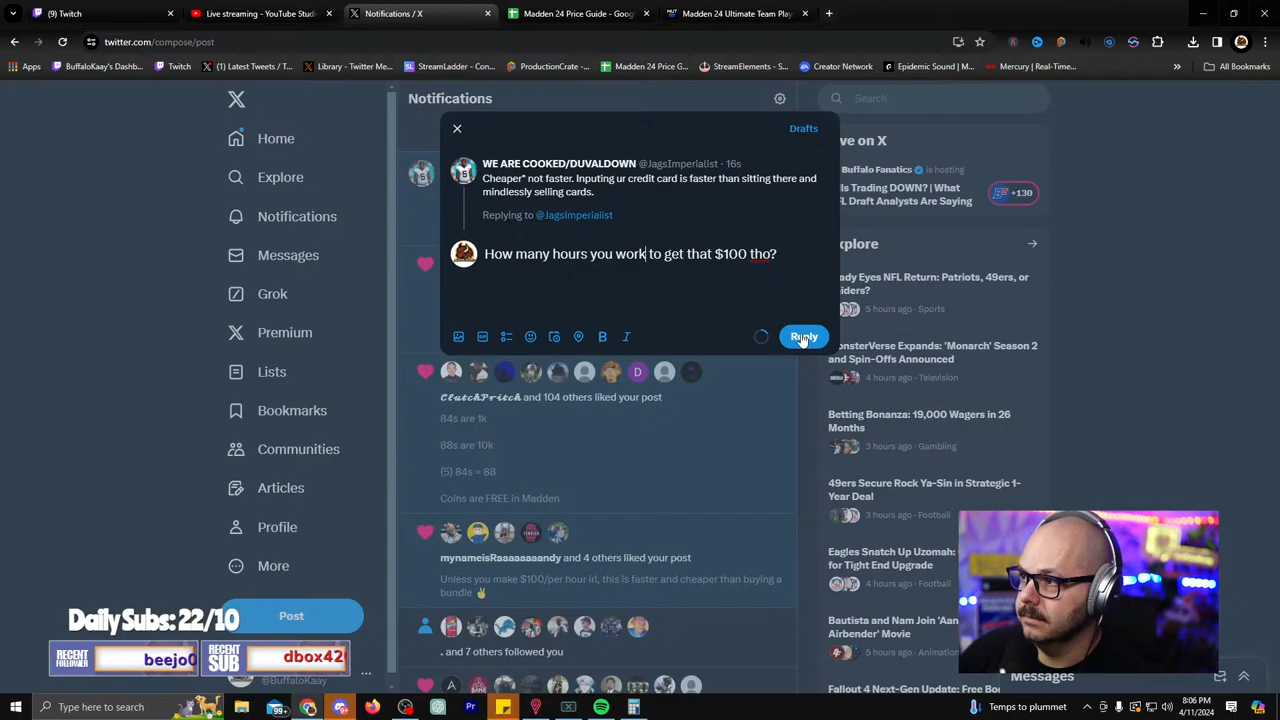 (9) Twitch
Live streaming - YouTube Studio
Notifications / X
Madden 24 Price Guide - Goog
Madden 24 Ultimate Team Play
twitter.com/compose/post
Apps
BuffaloKaay's Dashb...
Twitch
(1) Latest Tweets / T...
Library - Twitter Me...
StreamLadder - Con...
ProductionCrate - W...
Madden 24 Price G...
StreamElements - S...
Creator Network
Epidemic Sound | M...
Mercury | Real-Time...
All Bookmarks
Home
Explore
Notifications
Messages
Grok
Premium
Lists
Bookmarks
Communities
Articles
Profile
More
Post
@BuffaloKaay
Notifications
Drafts
WE ARE COOKED/DUVALDOWN @JagsImperialist · 16s
Cheaper* not faster. Inputing ur credit card is faster than sitting there and
mindlessly selling cards.
Replying to @JagsImperialist
How many hours you work to get that $100 tho?
Reply
ClutchPritch and 104 others liked your post
84s are 1k
88s are 10k
(5) 84s = 88
Coins are FREE in Madden
mynameisRaaaaaaaandy and 4 others liked your post
Unless you make $100/per hour irl, this is faster and cheaper than buying a
bundle ✌
. and 7 others followed you
Search
ve on X
Buffalo Fanatics is hosting
lls Trading DOWN? | What
FL Draft Analysts Are Saying
+130
xplore
ady Eyes NFL Return: Patriots, 49ers, or
iders?
5 hours ago · Sports
onsterVerse Expands: 'Monarch' Season 2
and Spin-Offs Announced
4 hours ago · Television
Betting Bonanza: 19,000 Wagers in 26
Months
3 hours ago · Gambling
49ers Secure Rock Ya-Sin in Strategic 1-
Year Deal
3 hours ago · Football
Eagles Snatch Up Uzomah:
for Tight End Upgrade
4 hours ago · Football
Bautista and Nam Join 'Aan
Airbender' Movie
5 hours ago · Animation
Fallout 4 Next-Gen Update: Free Boo
Messages
Daily Subs: 22/10
RECENT
FOLLOWER
beejo0
RECENT
SUB
dbox42
Type here to search
99+
Temps to plummet
8:06 PM
4/11/2024